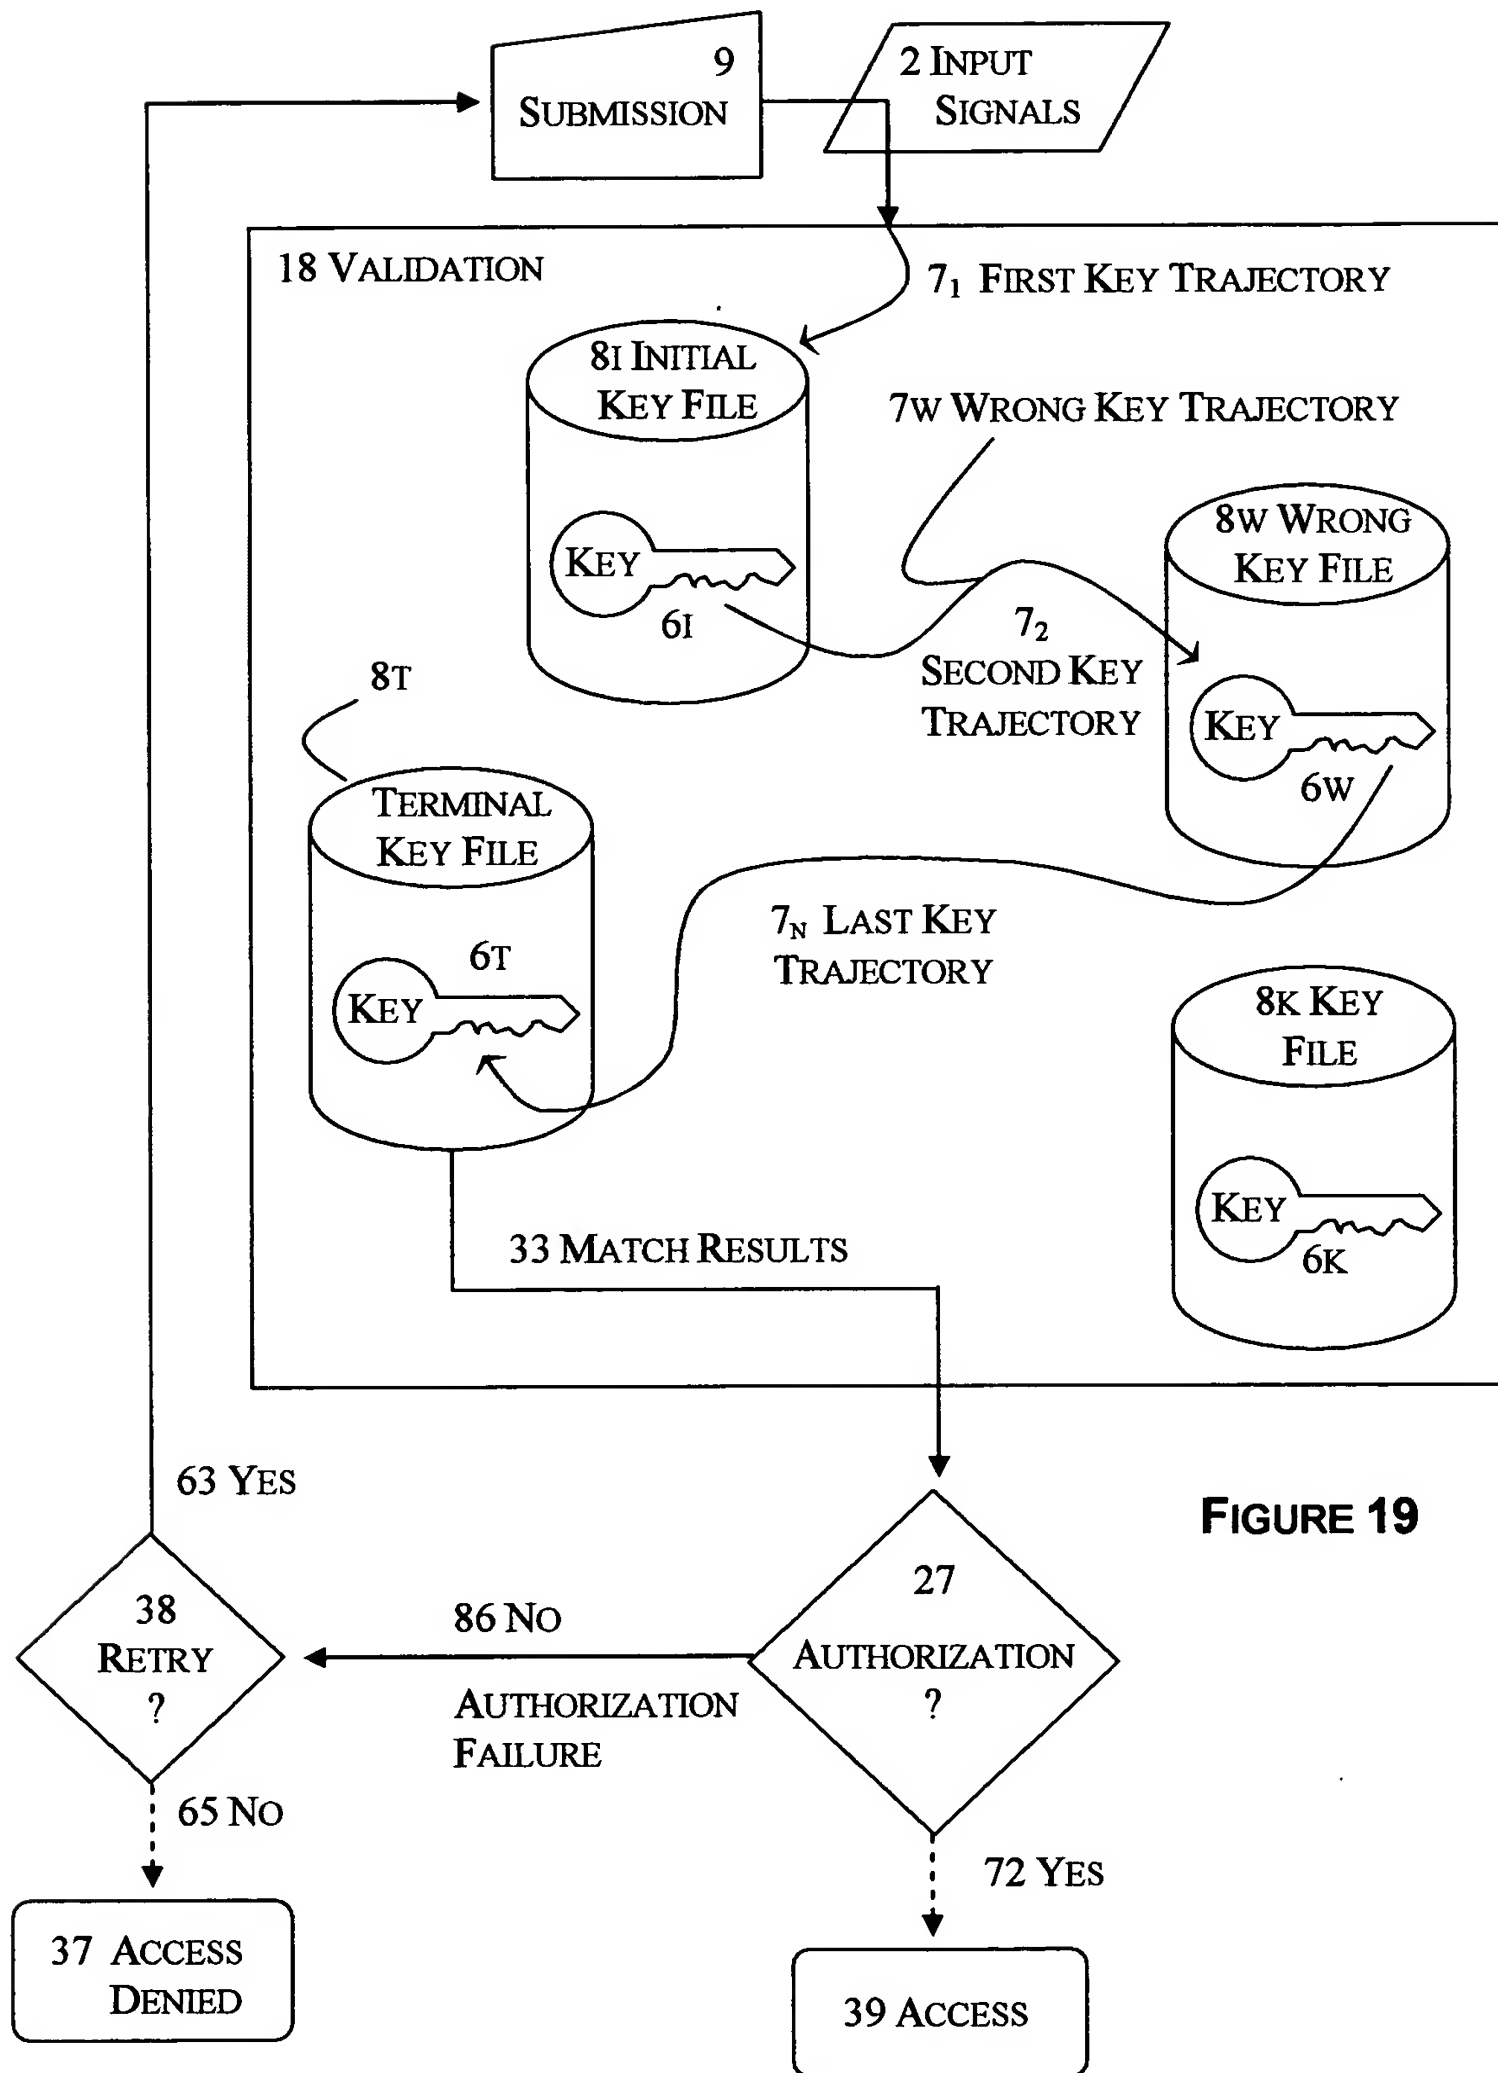 9
SUBMISSION
2 INPUT
SIGNALS
18 VALIDATION
7₁ FIRST KEY TRAJECTORY
8I INITIAL
KEY FILE
7W WRONG KEY TRAJECTORY
8W WRONG
KEY FILE
KEY
6I
7₂
SECOND KEY
TRAJECTORY
8T
KEY
6W
TERMINAL
KEY FILE
7N LAST KEY
TRAJECTORY
6T
KEY
8K KEY
FILE
KEY
6K
33 MATCH RESULTS
63 YES
FIGURE 19
27
AUTHORIZATION
?
38
RETRY
?
86 NO
AUTHORIZATION
FAILURE
65 NO
72 YES
37 ACCESS
DENIED
39 ACCESS